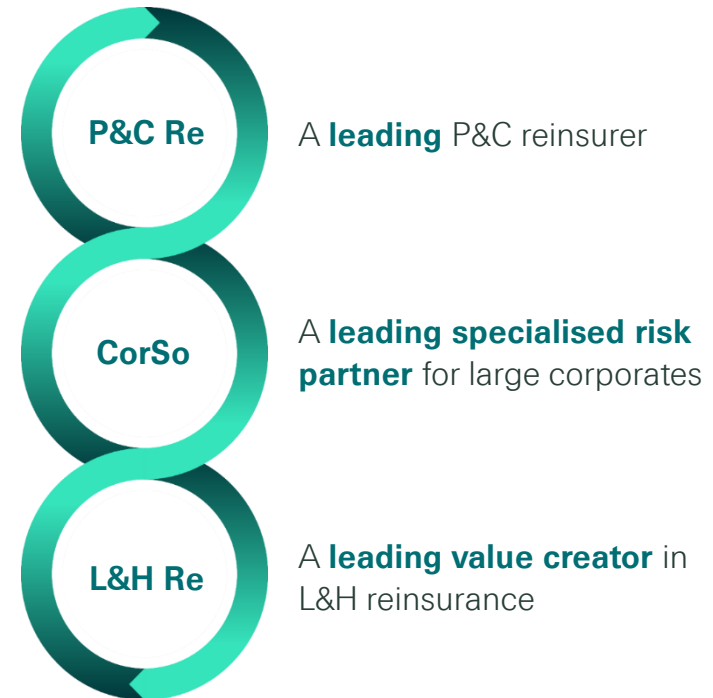 P&C Re
A leading P&C reinsurer
CorSo
A leading specialised risk
partner for large corporates
L&H Re
A leading value creator in
L&H reinsurance